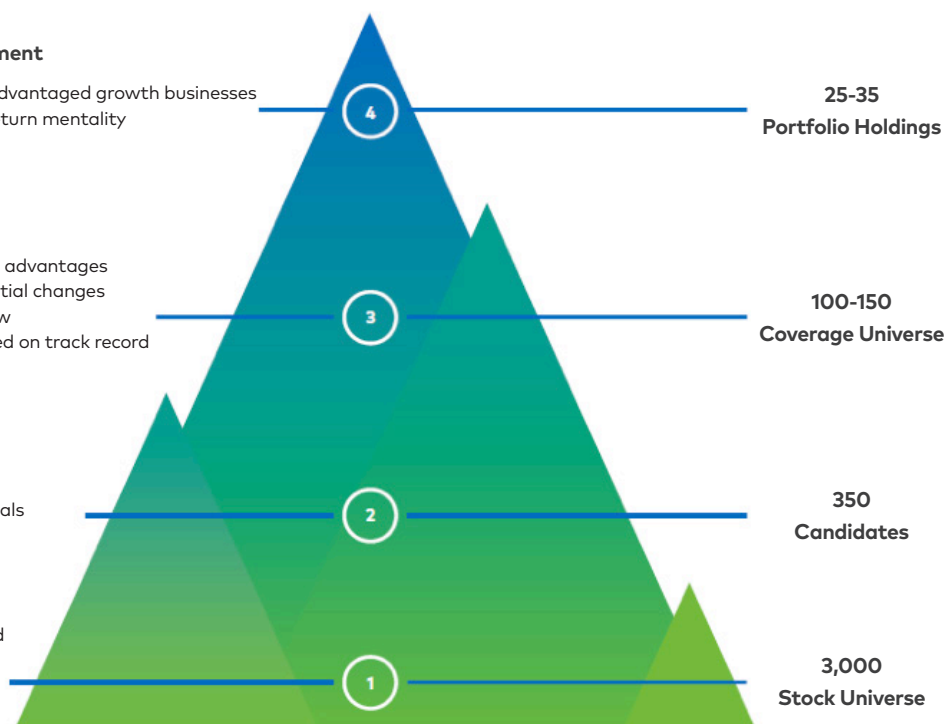 ment
dvantaged growth businesses
turn mentality
4
25-35
Portfolio Holdings
advantages
tial changes
w
ed on track record
3
100-150
Coverage Universe
als
2
350
Candidates
d
1
3,000
Stock Universe